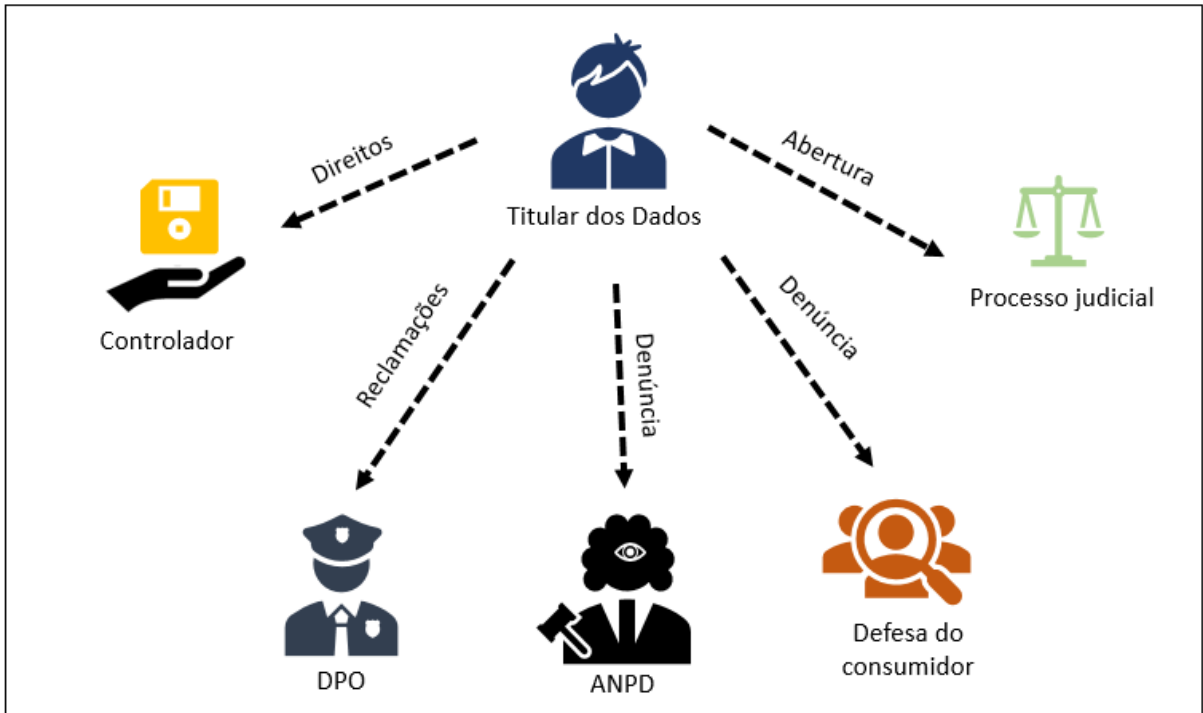 Titular dos Dados
Direitos
Abertura
Controlador
Processo judicial
Reclamações
Denúncia
Denúncia
DPO
ANPD
Defesa do
consumidor